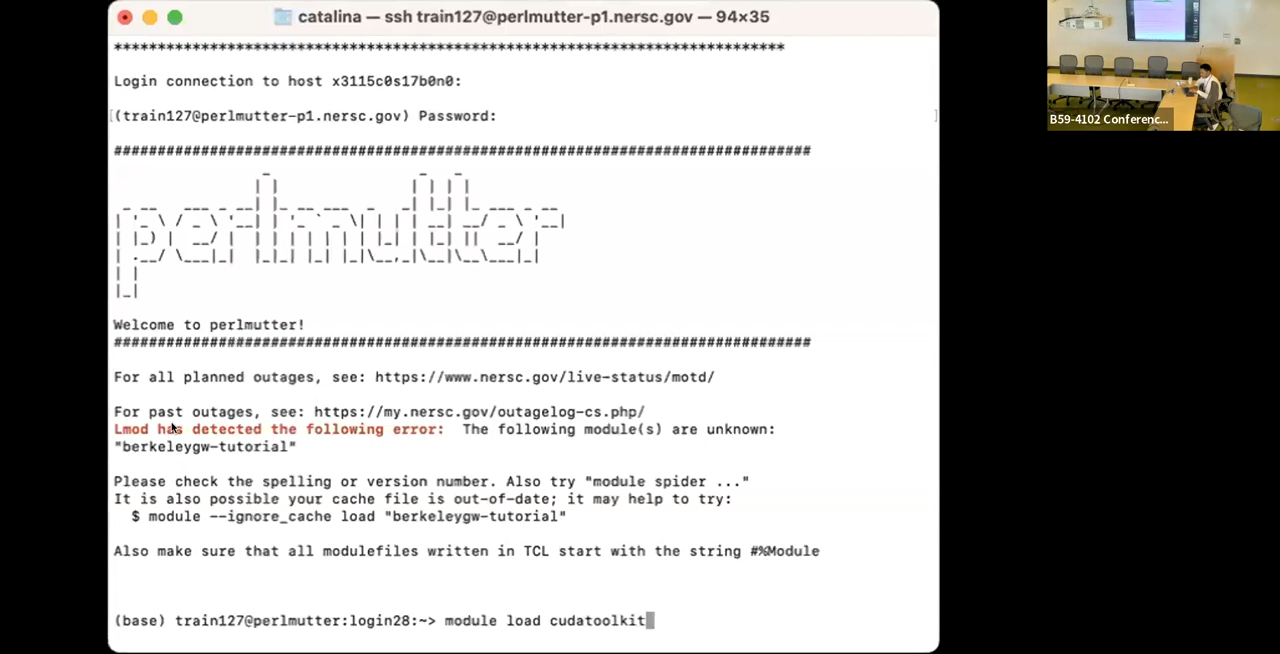 catalina — ssh train127@perlmutter-p1.nersc.gov — 94×35
*****************************************************************************
Login connection to host x3115c0s17b0n0:
(train127@perlmutter-p1.nersc.gov) Password:
################################################################################
perlmutter
Welcome to perlmutter!
################################################################################
For all planned outages, see: https://www.nersc.gov/live-status/motd/
For past outages, see: https://my.nersc.gov/outagelog-cs.php/
Lmod has detected the following error:  The following module(s) are unknown:
"berkeleygw-tutorial"
Please check the spelling or version number. Also try "module spider ..."
It is also possible your cache file is out-of-date; it may help to try:
  $ module --ignore_cache load "berkeleygw-tutorial"
Also make sure that all modulefiles written in TCL start with the string #%Module
(base) train127@perlmutter:login28:~> module load cudatoolkit
B59-4102 Conferenc...